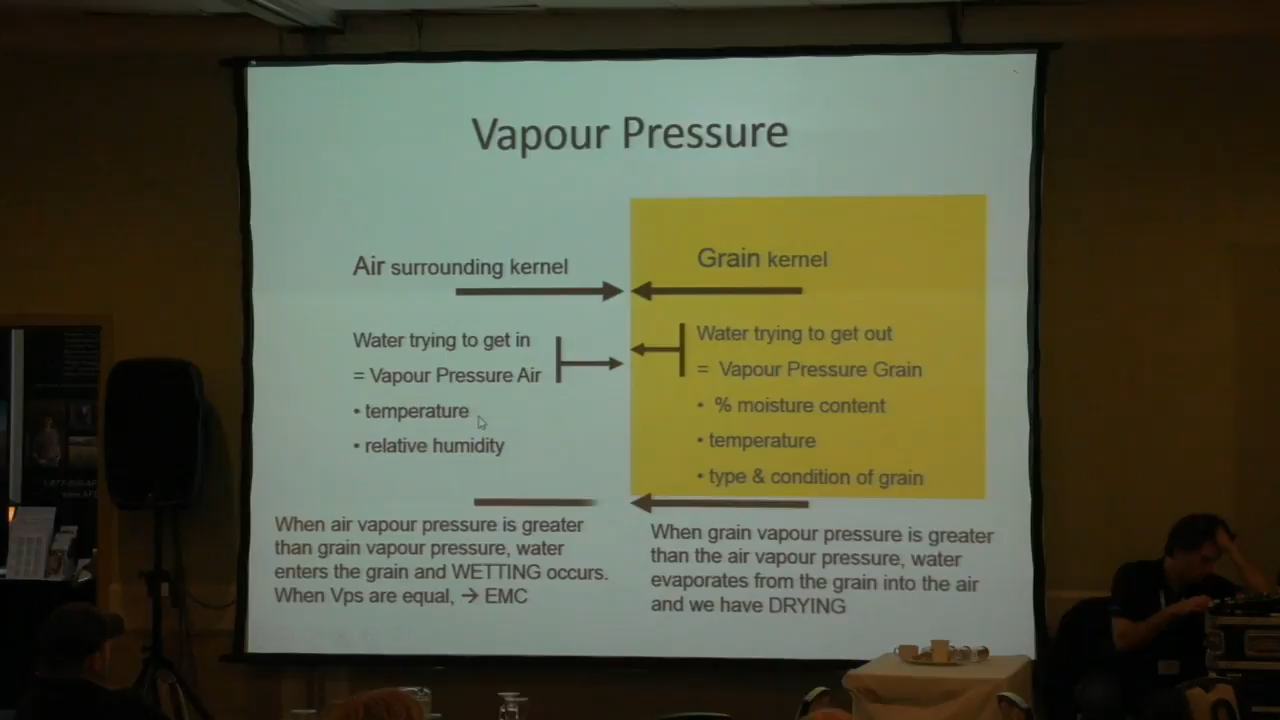 Vapour Pressure
Air surrounding kernel
Water trying to get in
= Vapour Pressure Air
• temperature
• relative humidity
Grain kernel
Water trying to get out
= Vapour Pressure Grain
• % moisture content
• temperature
• type & condition of grain
When air vapour pressure is greater
than grain vapour pressure, water
enters the grain and WETTING occurs.
When Vps are equal, → EMC
When grain vapour pressure is greater
than the air vapour pressure, water
evaporates from the grain into the air
and we have DRYING